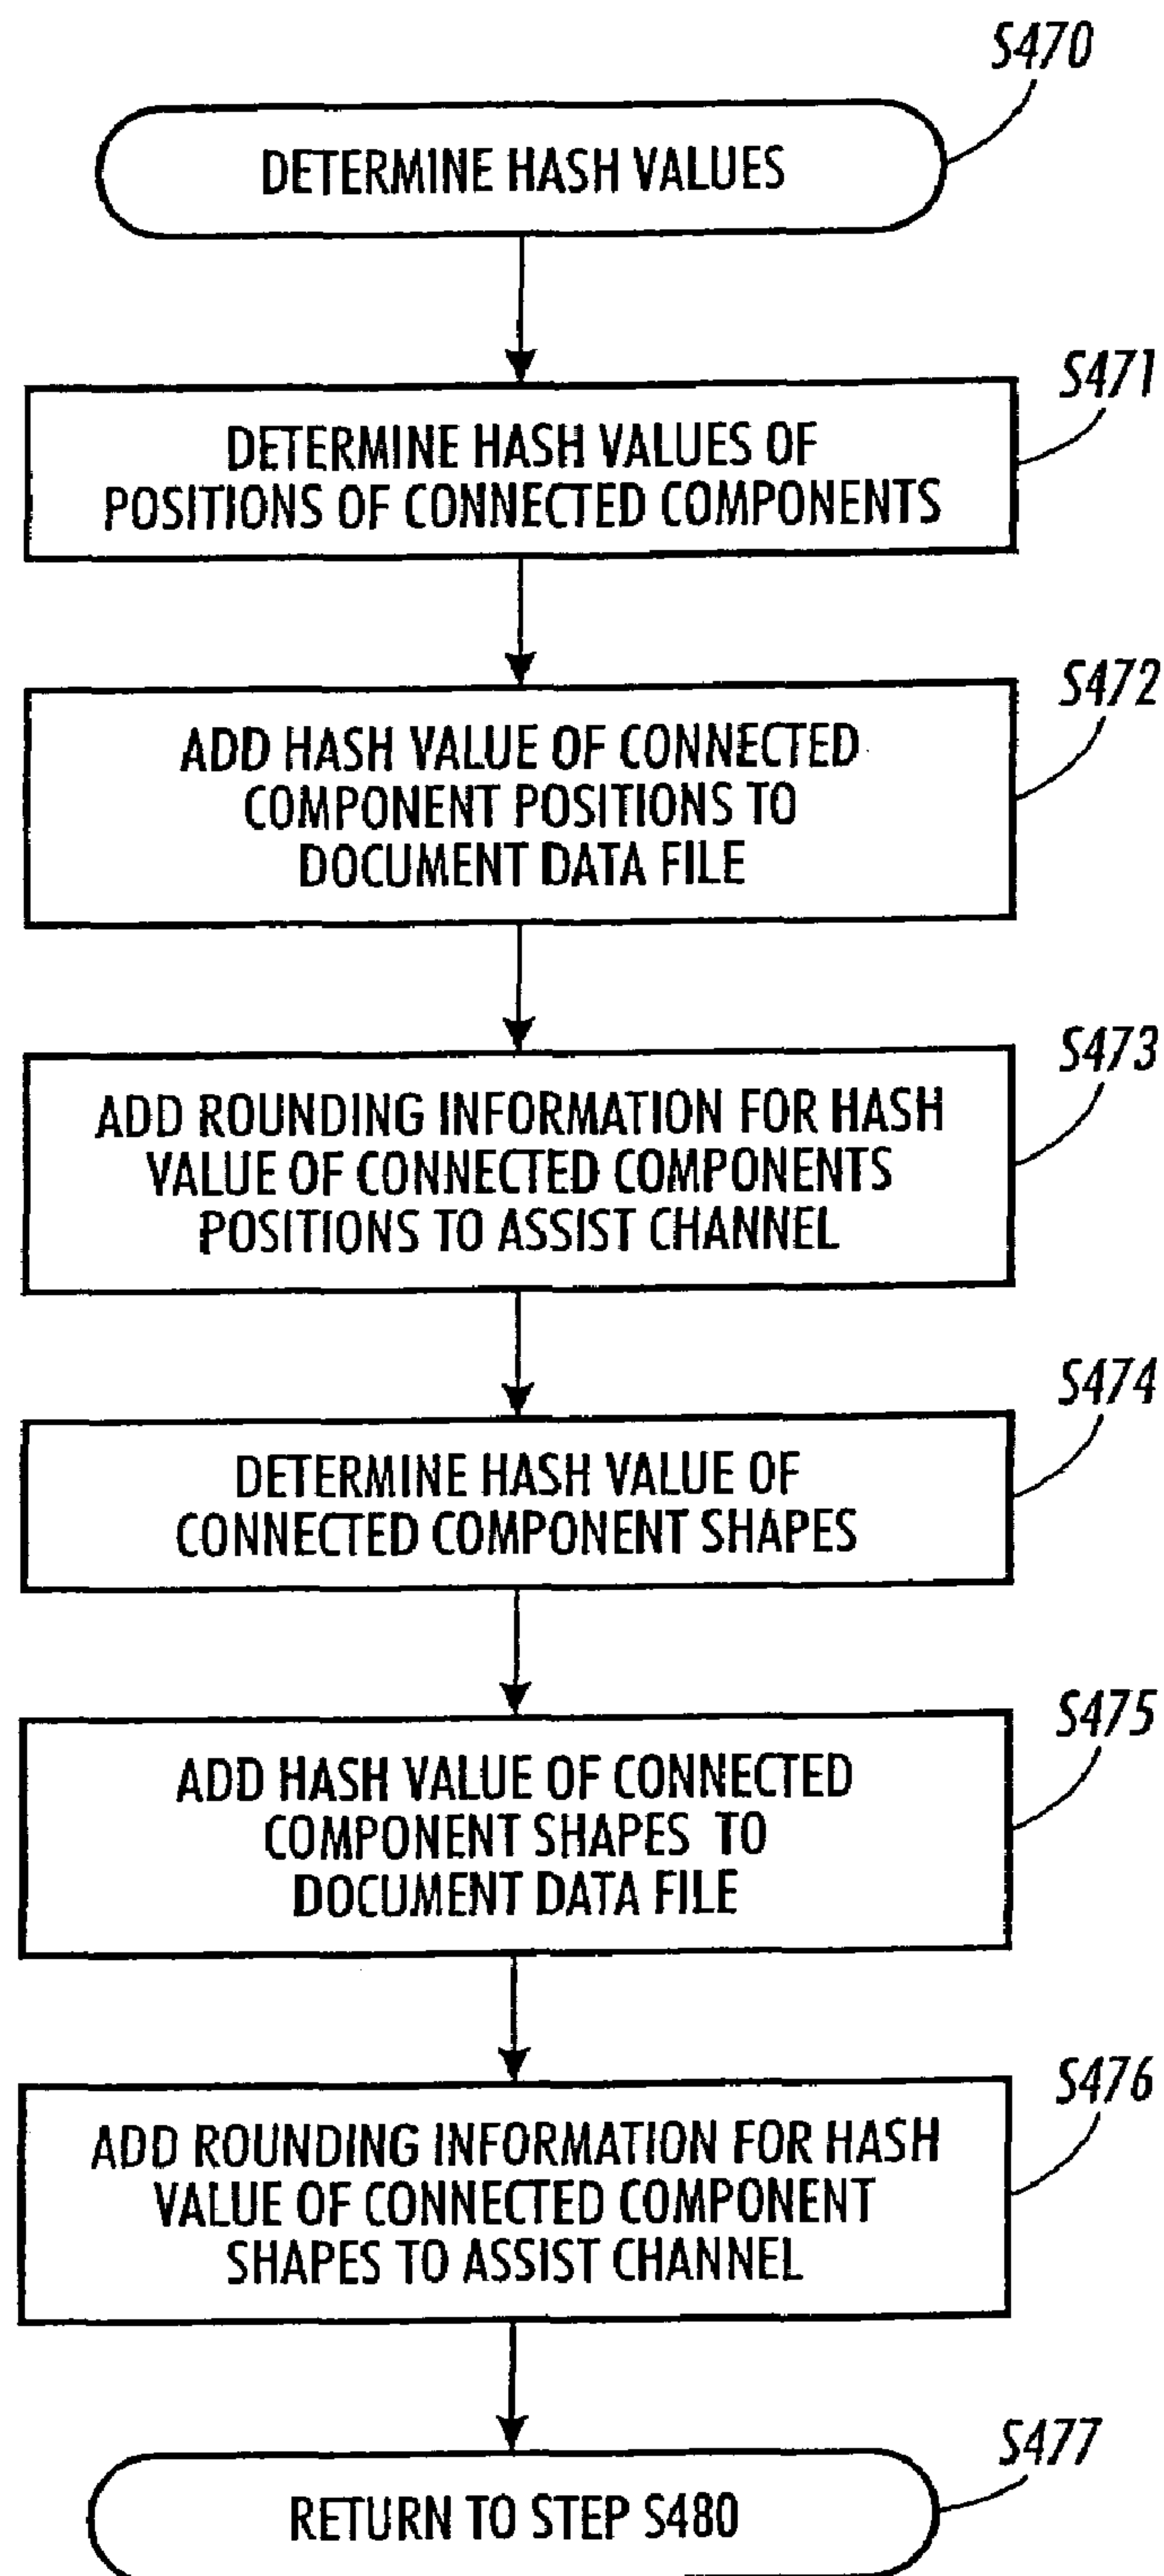 S470
DETERMINE HASH VALUES
S471
DETERMINE HASH VALUES OF
POSITIONS OF CONNECTED COMPONENTS
S472
ADD HASH VALUE OF CONNECTED
COMPONENT POSITIONS TO
DOCUMENT DATA FILE
S473
ADD ROUNDING INFORMATION FOR HASH
VALUE OF CONNECTED COMPONENTS
POSITIONS TO ASSIST CHANNEL
S474
DETERMINE HASH VALUE OF
CONNECTED COMPONENT SHAPES
S475
ADD HASH VALUE OF CONNECTED
COMPONENT SHAPES TO
DOCUMENT DATA FILE
S476
ADD ROUNDING INFORMATION FOR HASH
VALUE OF CONNECTED COMPONENT
SHAPES TO ASSIST CHANNEL
S477
RETURN TO STEP S480